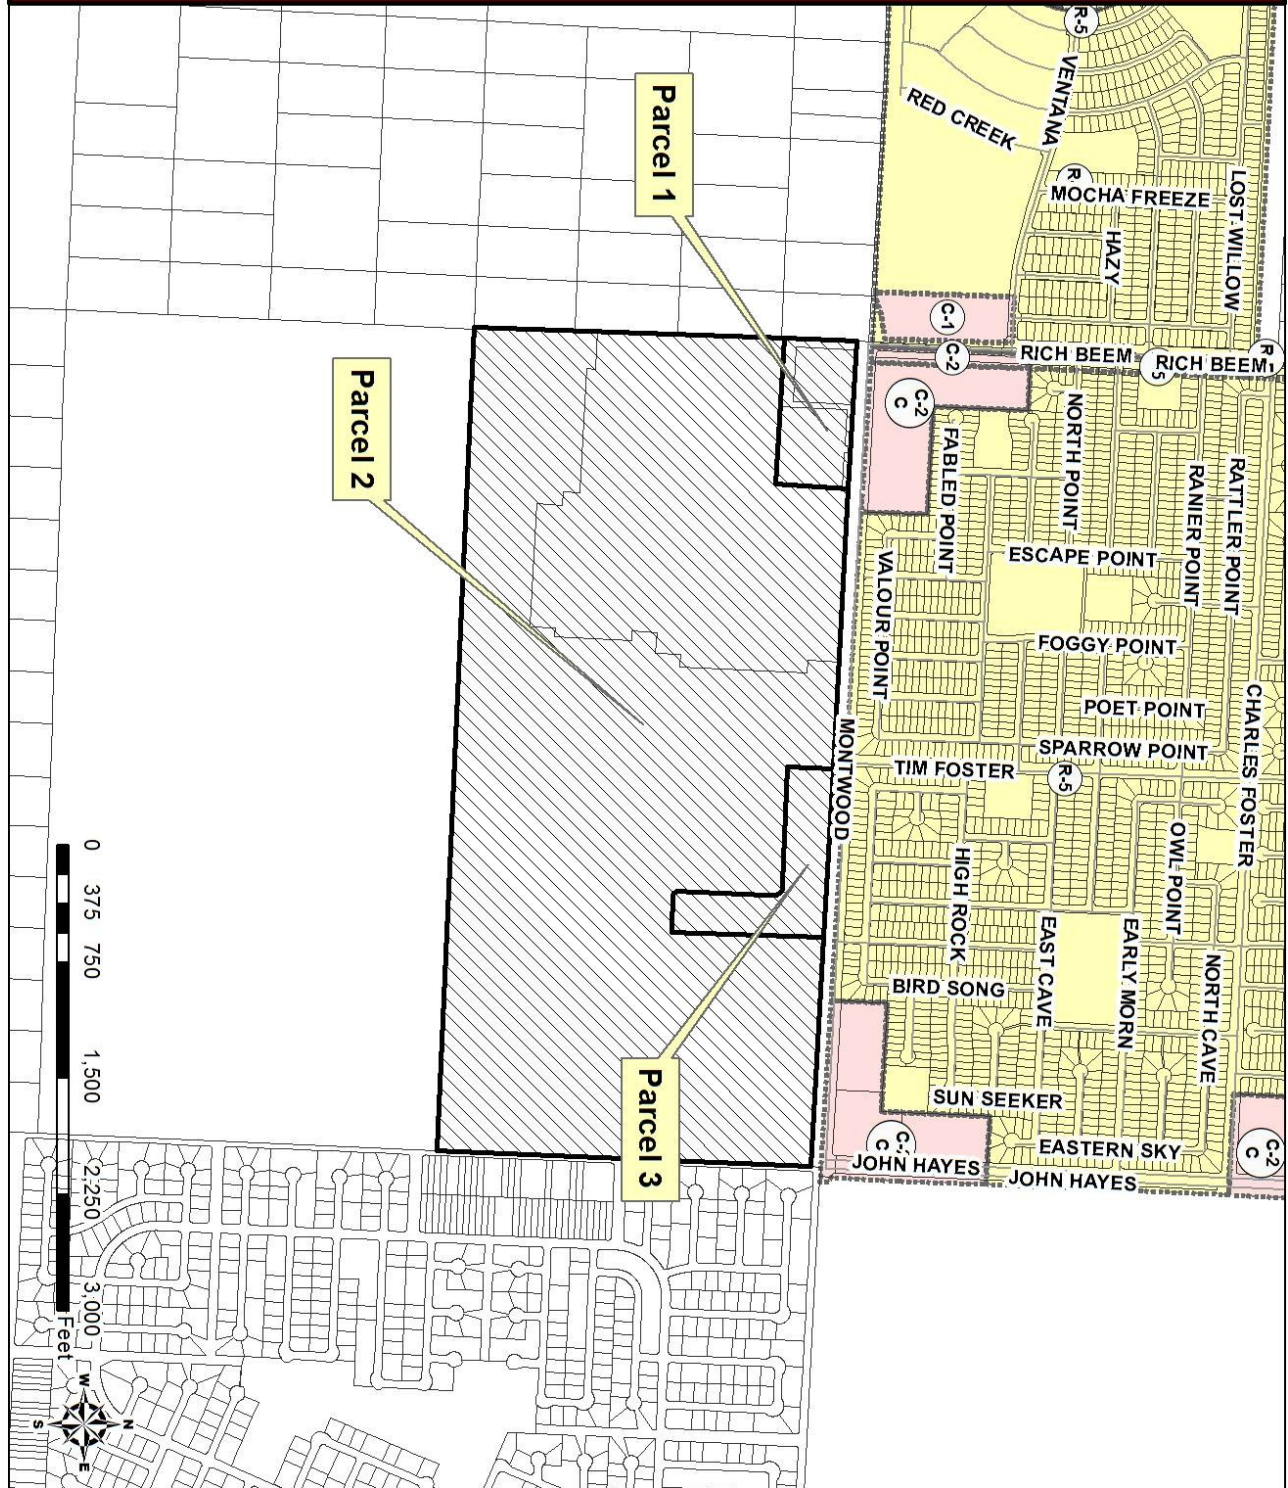 R-5
VENTANA
RED CREEK
R
MOCHA FREEZE
LOST WILLOW
HAZY
Parcel 1
C-1
C-2
RICH BEEM
5
RICH BEEM
R
C-2
C
NORTH POINT
FABLED POINT
RATTLER POINT
RANIER POINT
ESCAPE POINT
VALOUR POINT
FOGGY POINT
POET POINT
CHARLES FOSTER
SPARROW POINT
MONTWOOD
TIM FOSTER
R-5
OWL POINT
HIGH ROCK
EAST CAVE
EARLY MORN
NORTH CAVE
BIRD SONG
SUN SEEKER
EASTERN SKY
C
JOHN HAYES
JOHN HAYES
C-2
C
Parcel 2
Parcel 3
0 375 750 1,500 2,250 3,000
Feet
N
W
E
S